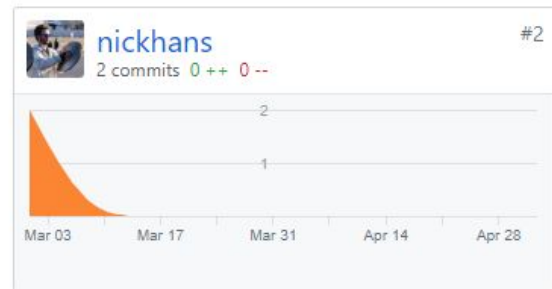 nickhans
#2
2 commits 0 ++ 0 --
2
1
Mar 03 Mar 17 Mar 31 Apr 14 Apr 28